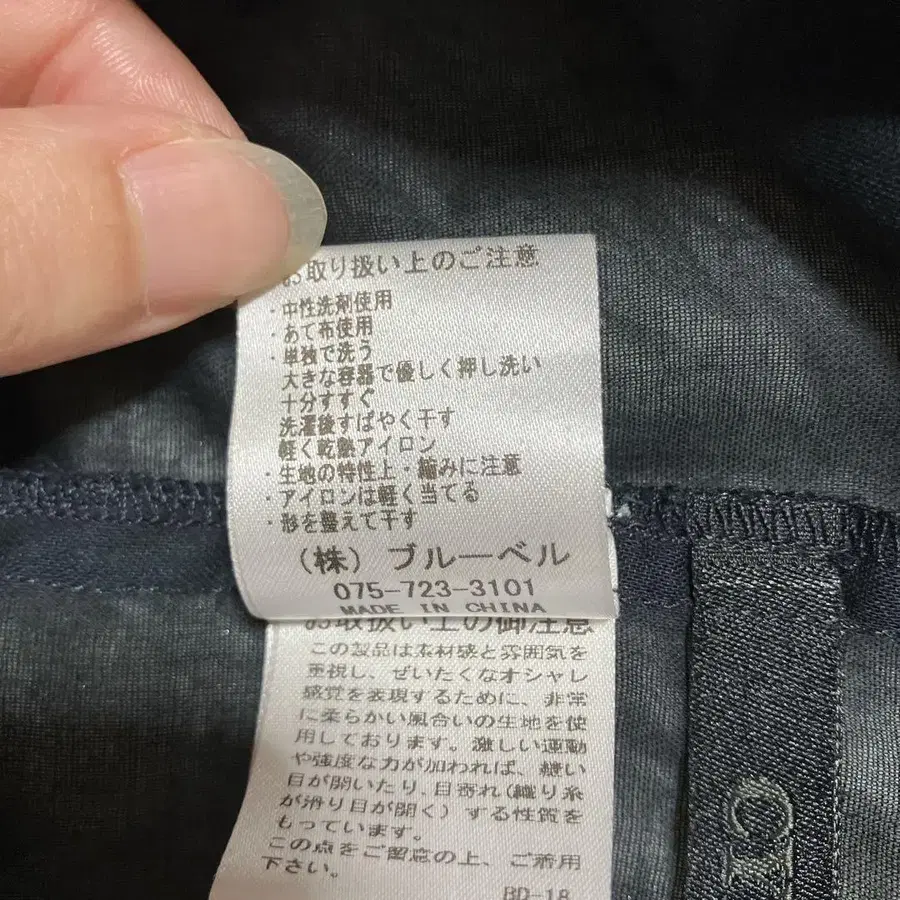 お取り扱い上のご注意
・中性洗剤使用
・あて布使用
・単独で洗う
大きな容器で優しく押し洗い
十分すすぐ
洗濯後すばやく干す
軽く乾熱アイロン
・生地の特性上・縮みに注意
・アイロンは軽く当てる
・形を整えて干す
（株）ブルーベル
075-723-3101
MADE IN CHINA
お取扱い上の御注意
この製品は素材感と雰囲気を
重視し、ぜいたくなオシャレ
感覚を表現するために、非常
に柔らかい風合いの生地を使
用しております。激しい運動
や強度な力が加われば、縫い
目が開いたり、目寄れ（織り糸
が滑り目が開く）する性質を
もっています。
この点をご留意の上、ご着用
下さい。
BD-18